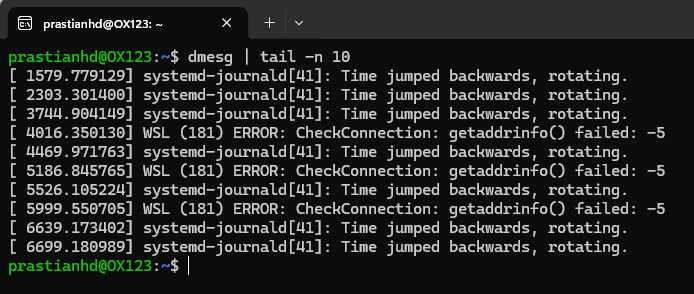 prastianhd@OX123: ~
prastianhd@OX123:~$ dmesg | tail -n 10
[ 1579.779129] systemd-journald[41]: Time jumped backwards, rotating.
[ 2303.301400] systemd-journald[41]: Time jumped backwards, rotating.
[ 3744.904149] systemd-journald[41]: Time jumped backwards, rotating.
[ 4016.350130] WSL (181) ERROR: CheckConnection: getaddrinfo() failed: -5
[ 4469.971763] systemd-journald[41]: Time jumped backwards, rotating.
[ 5186.845765] WSL (181) ERROR: CheckConnection: getaddrinfo() failed: -5
[ 5526.105224] systemd-journald[41]: Time jumped backwards, rotating.
[ 5999.550705] WSL (181) ERROR: CheckConnection: getaddrinfo() failed: -5
[ 6639.173402] systemd-journald[41]: Time jumped backwards, rotating.
[ 6699.180989] systemd-journald[41]: Time jumped backwards, rotating.
prastianhd@OX123:~$